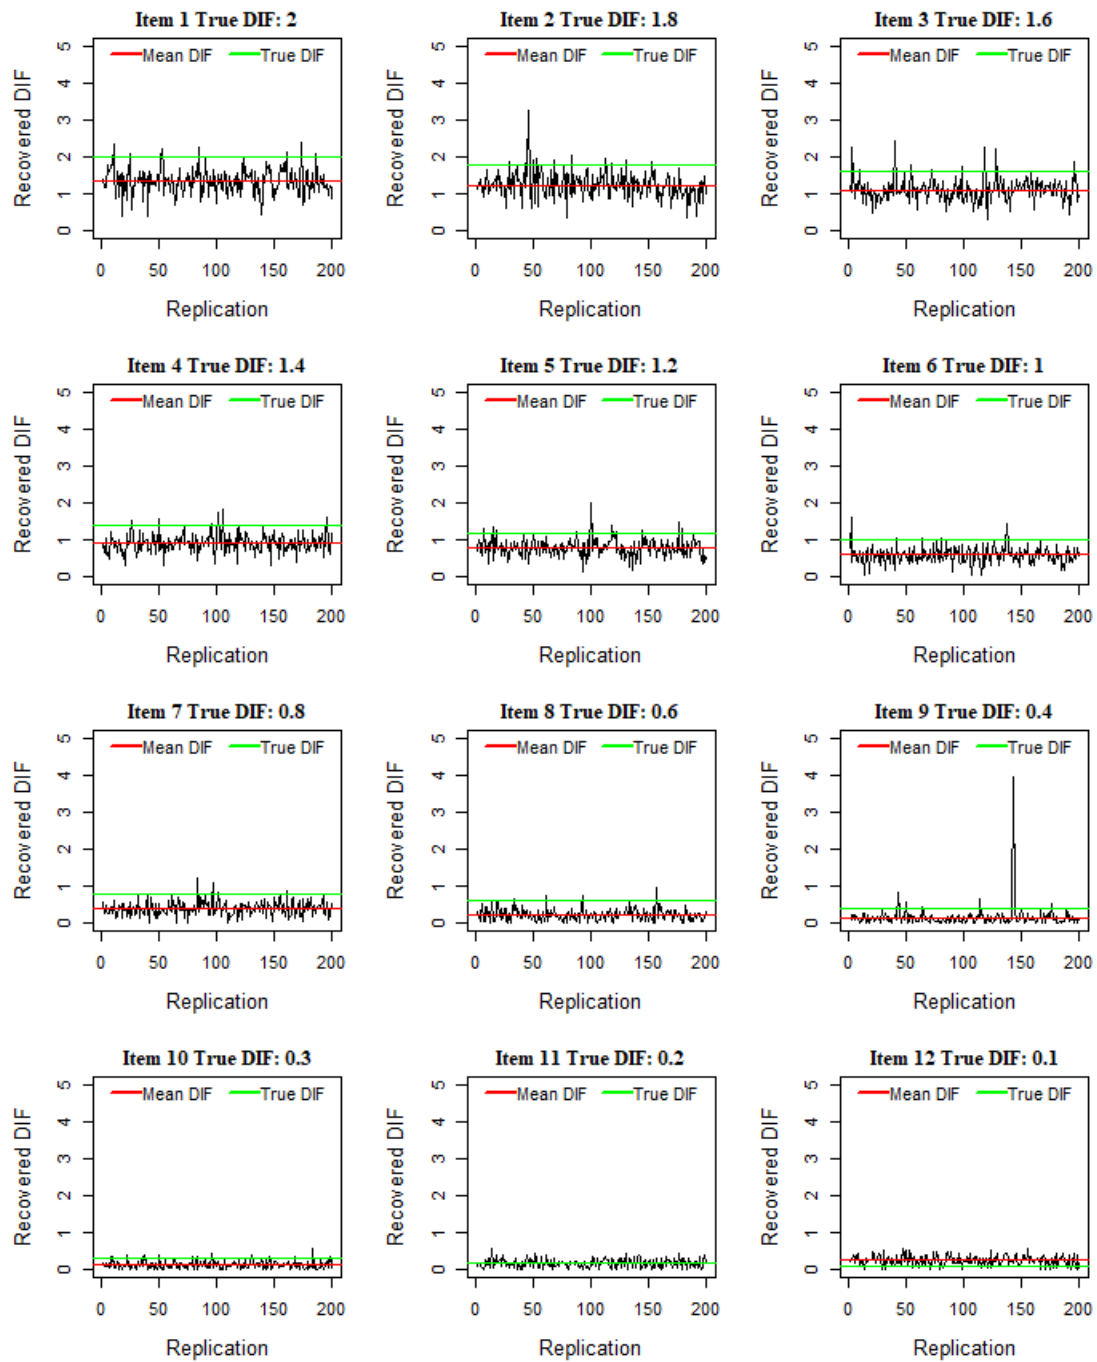 Item 1 True DIF: 2
Item 2 True DIF: 1.8
Item 3 True DIF: 1.6
Mean DIF True DIF
Mean DIF True DIF
Mean DIF True DIF
Recovered DIF
Recovered DIF
Recovered DIF
5
4
3
2
1
0
5
4
3
2
1
0
5
4
3
2
1
0
0 50 100 150 200
0 50 100 150 200
0 50 100 150 200
Replication
Replication
Replication
Item 4 True DIF: 1.4
Item 5 True DIF: 1.2
Item 6 True DIF: 1
Mean DIF True DIF
Mean DIF True DIF
Mean DIF True DIF
Recovered DIF
Recovered DIF
Recovered DIF
5
4
3
2
1
0
5
4
3
2
1
0
5
4
3
2
1
0
0 50 100 150 200
0 50 100 150 200
0 50 100 150 200
Replication
Replication
Replication
Item 7 True DIF: 0.8
Item 8 True DIF: 0.6
Item 9 True DIF: 0.4
Mean DIF True DIF
Mean DIF True DIF
Mean DIF True DIF
Recovered DIF
Recovered DIF
Recovered DIF
5
4
3
2
1
0
5
4
3
2
1
0
5
4
3
2
1
0
0 50 100 150 200
0 50 100 150 200
0 50 100 150 200
Replication
Replication
Replication
Item 10 True DIF: 0.3
Item 11 True DIF: 0.2
Item 12 True DIF: 0.1
Mean DIF True DIF
Mean DIF True DIF
Mean DIF True DIF
Recovered DIF
Recovered DIF
Recovered DIF
5
4
3
2
1
0
5
4
3
2
1
0
5
4
3
2
1
0
0 50 100 150 200
0 50 100 150 200
0 50 100 150 200
Replication
Replication
Replication